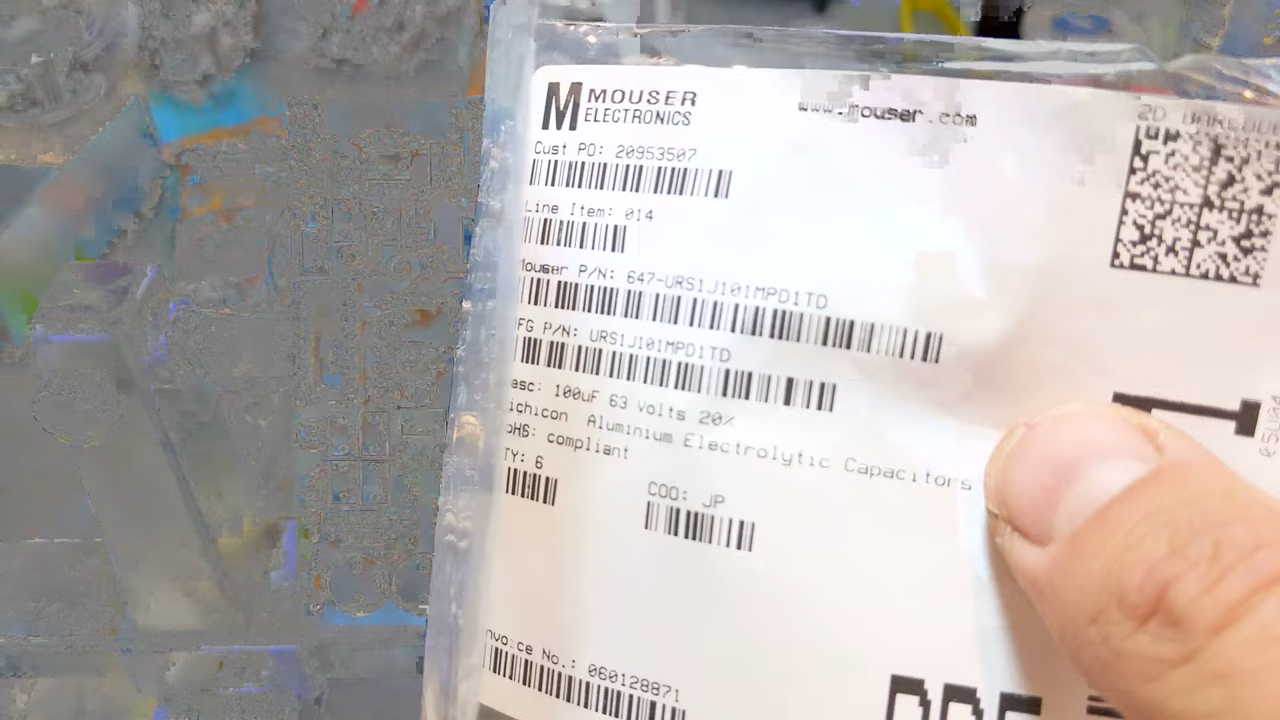 M MOUSER
ELECTRONICS
www.mouser.com
2D BARCODE
Cust PO: 20953507
Line Item: 014
Mouser P/N: 647-URS1J101MPD1TD
FG P/N: URS1J101MPD1TD
esc: 100uF 63 Volts 20%
ichicon Aluminium Electrolytic Capacitors
oHS: compliant
TY: 6
COO: JP
nvoice No.: 060128871